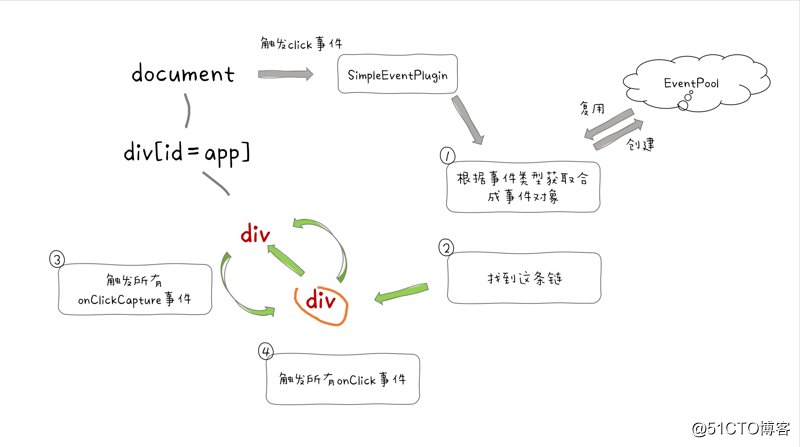 触发click事件
document
SimpleEventPlugin
EventPool
复用
创建
div[id=app]
①
根据事件类型获取合
成事件对象
div
②
找到这条链
③
触发所有
onClickCapture事件
div
④
触发所有onClick事件
@51CTO博客